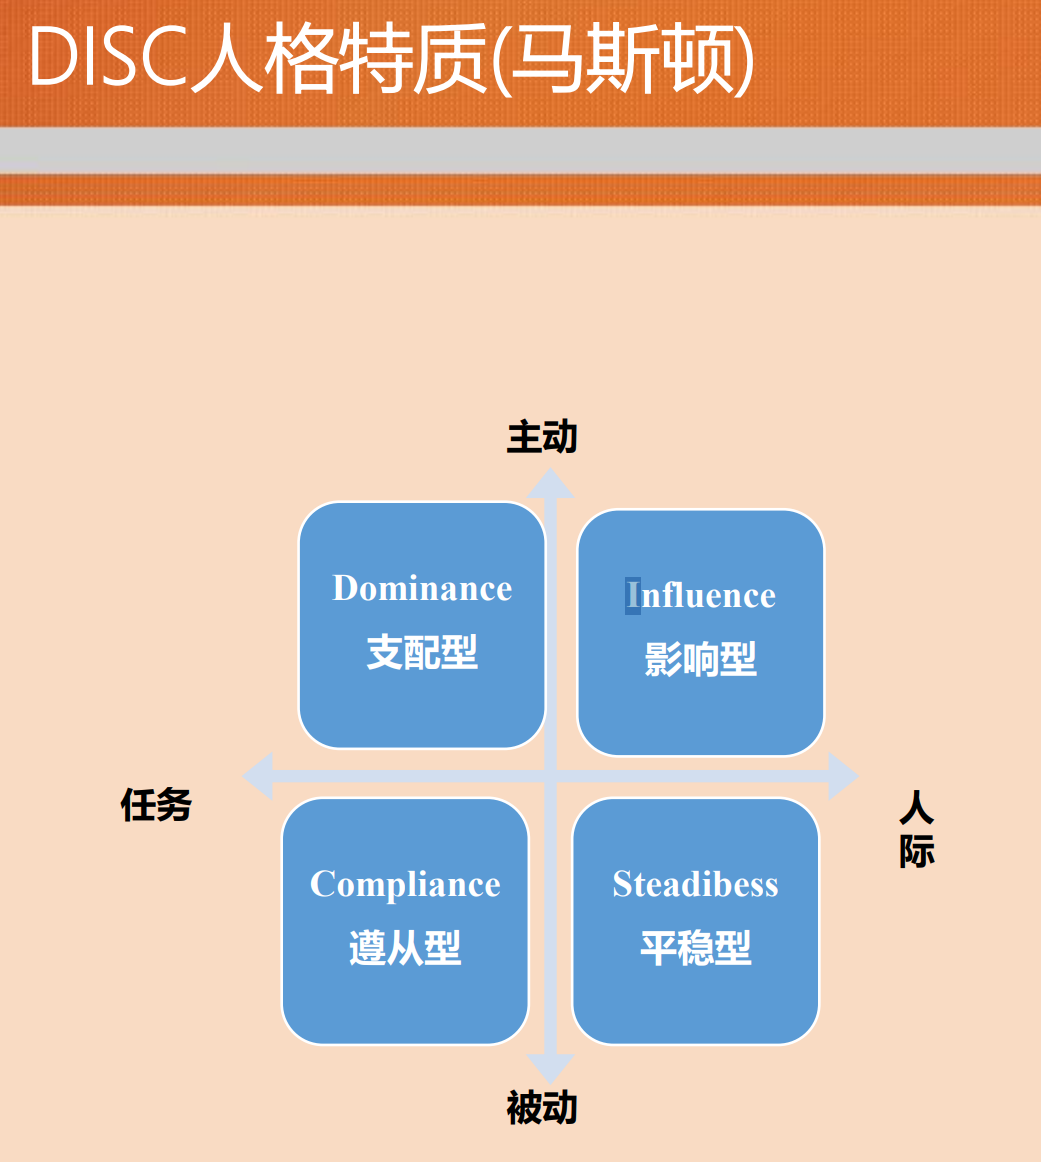 DISC人格特质(马斯顿)
主动
Dominance
支配型
Influence
影响型
任务
人
际
Compliance
遵从型
Steadibess
平稳型
被动